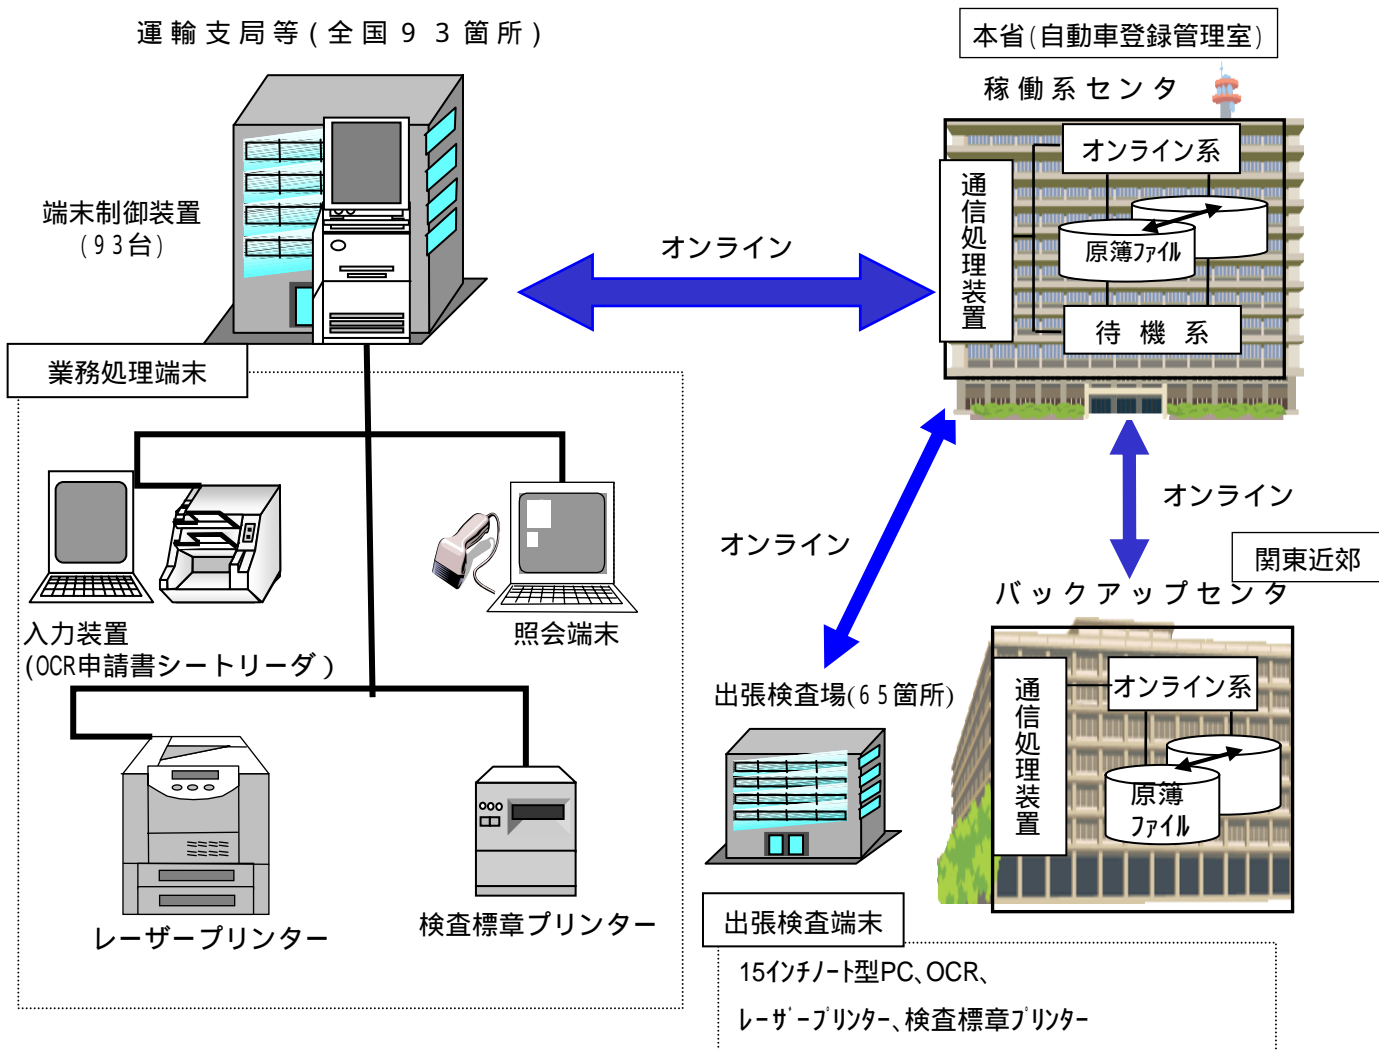 運輸支局等(全国９３箇所)
本省(自動車登録管理室)
稼働系センタ
オンライン系
通信処理装置
原簿ファイル
待機系
端末制御装置
(93台)
オンライン
業務処理端末
入力装置
(OCR申請書シートリーダ)
照会端末
レーザープリンター
検査標章プリンター
オンライン
オンライン
関東近郊
バックアップセンタ
オンライン系
通信処理装置
原簿
ファイル
出張検査場(65箇所)
出張検査端末
15インチノート型PC、OCR、
レーザープリンター、検査標章プリンター